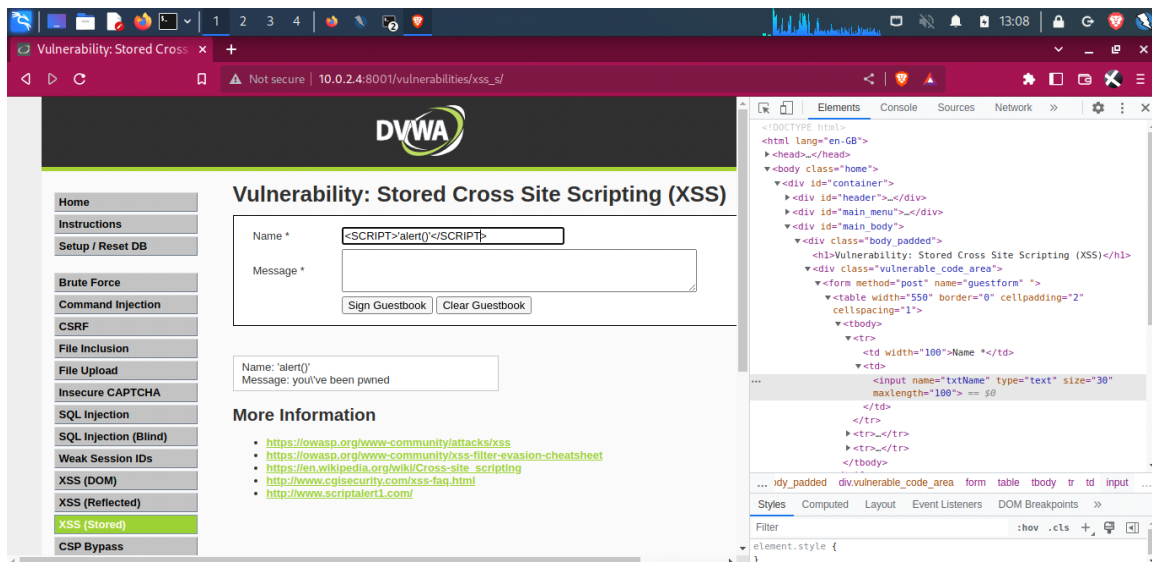 1 2 3 4 2 13:08
Vulnerability: Stored Cross
Not secure 10.0.2.4:8001/vulnerabilities/xss_s/
DVWA
Home
Instructions
Setup / Reset DB
Brute Force
Command Injection
CSRF
File Inclusion
File Upload
Insecure CAPTCHA
SQL Injection
SQL Injection (Blind)
Weak Session IDs
XSS (DOM)
XSS (Reflected)
XSS (Stored)
CSP Bypass
Vulnerability: Stored Cross Site Scripting (XSS)
Name * <SCRIPT>'alert()'</SCRIPT>
Message *
Sign Guestbook Clear Guestbook
Name: 'alert()'
Message: you\'ve been pwned
More Information
https://owasp.org/www-community/attacks/xss
https://owasp.org/www-community/xss-filter-evasion-cheatsheet
https://en.wikipedia.org/wiki/Cross-site_scripting
http://www.cgisecurity.com/xss-faq.html
http://www.scriptalert1.com/
Elements Console Sources Network »
<!DOCTYPE html>
<html lang="en-GB">
<head>…</head>
<body class="home">
<div id="container">
<div id="header">…</div>
<div id="main_menu">…</div>
<div id="main_body">
<div class="body_padded">
<h1>Vulnerability: Stored Cross Site Scripting (XSS)</h1>
<div class="vulnerable_code_area">
<form method="post" name="guestform" ">
<table width="550" border="0" cellpadding="2"
cellspacing="1">
<tbody>
<tr>
<td width="100">Name *</td>
<td>
<input name="txtName" type="text" size="30"
maxlength="100"> == $0
</td>
</tr>
<tr>…</tr>
<tr>…</tr>
</tbody>
… ody_padded div.vulnerable_code_area form table tbody tr td input …
Styles Computed Layout Event Listeners DOM Breakpoints »
Filter :hov .cls +
element.style {
}